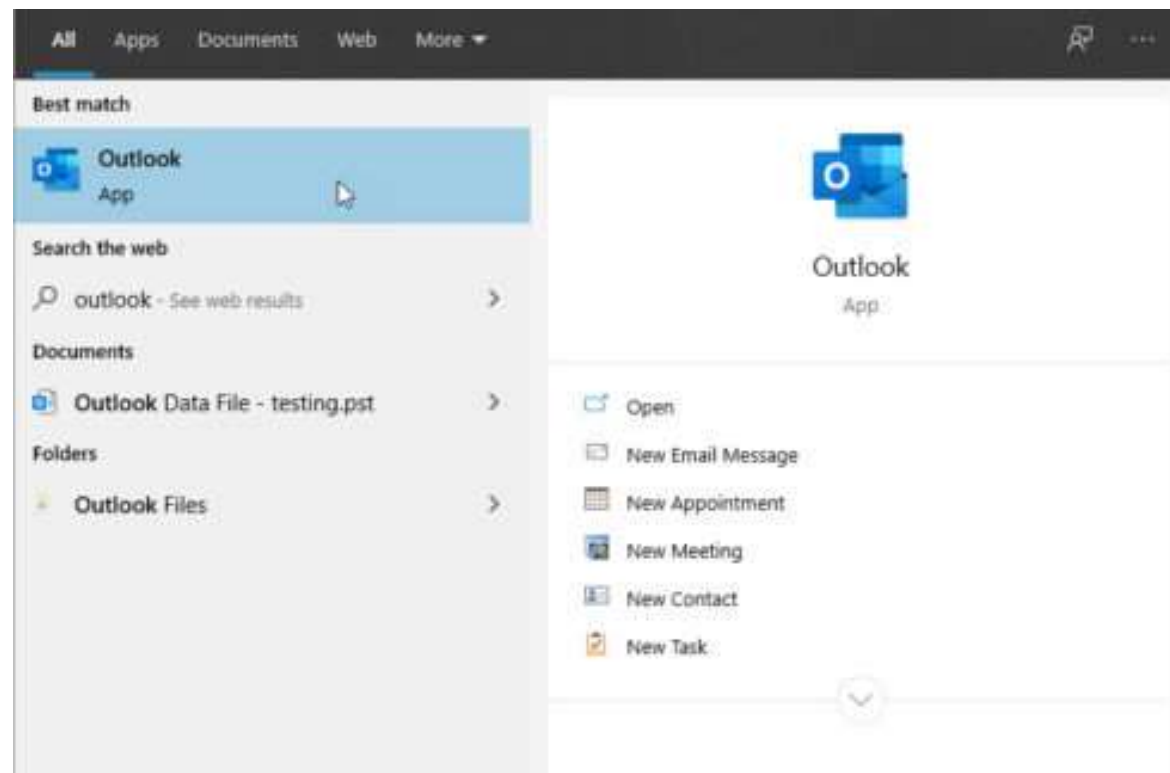 All Apps Documents Web More
Best match
Outlook
App
Search the web
outlook - See web results
Documents
Outlook Data File - testing.pst
Folders
Outlook Files
Outlook
App
Open
New Email Message
New Appointment
New Meeting
New Contact
New Task